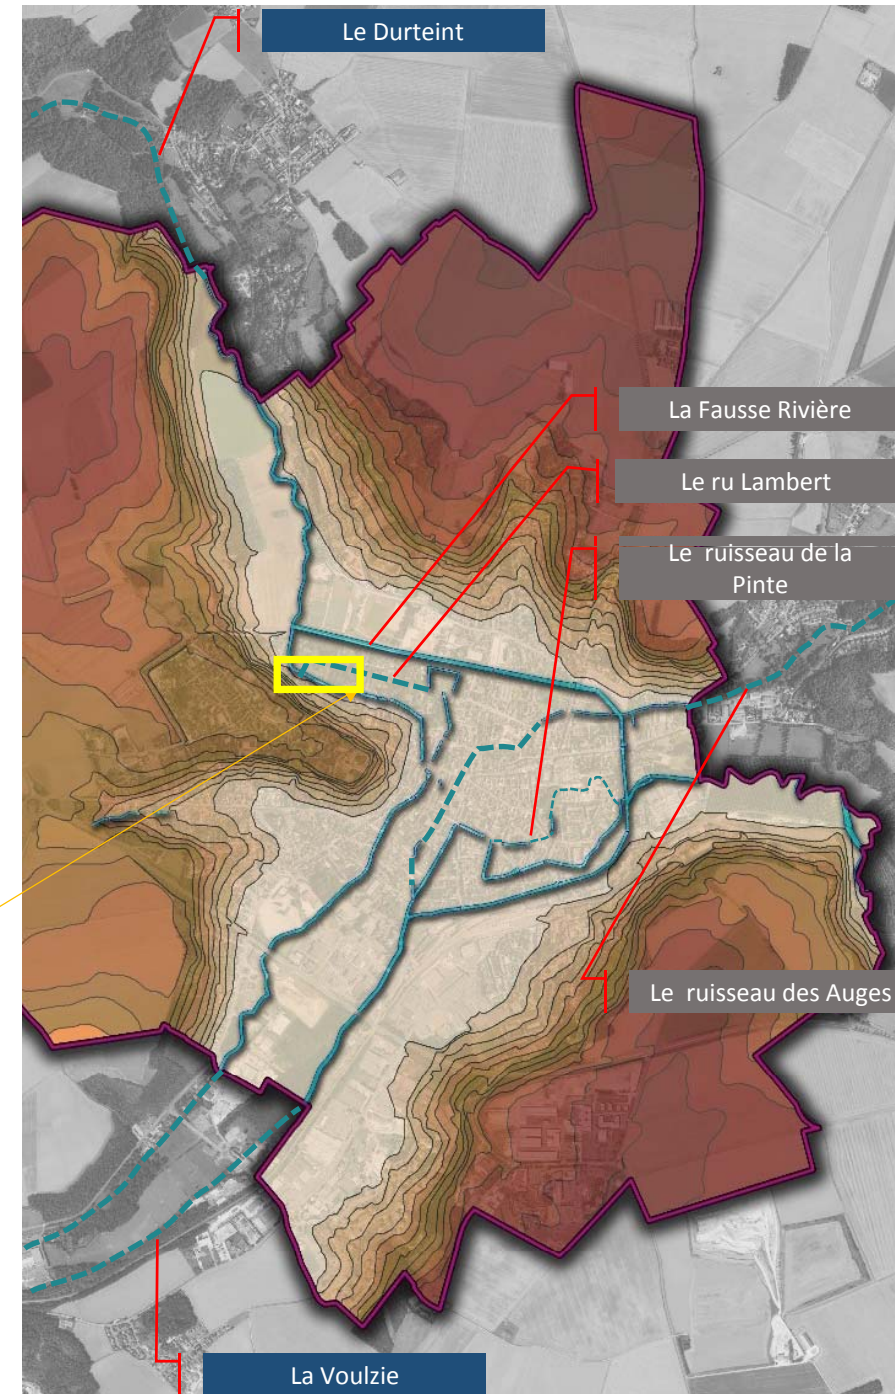 Le Durteint
La Fausse Rivière
Le ru Lambert
Le ruisseau de la
Pinte
Le ruisseau des Auges
La Voulzie